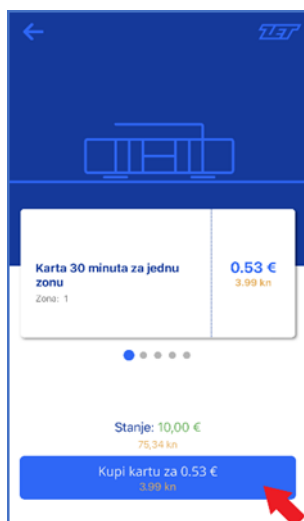 ZET
Karta 30 minuta za jednu
zonu
Zona: 1
0.53 €
3.99 kn
Stanje: 10,00 €
75,34 kn
Kupi kartu za 0.53 €
3.99 kn